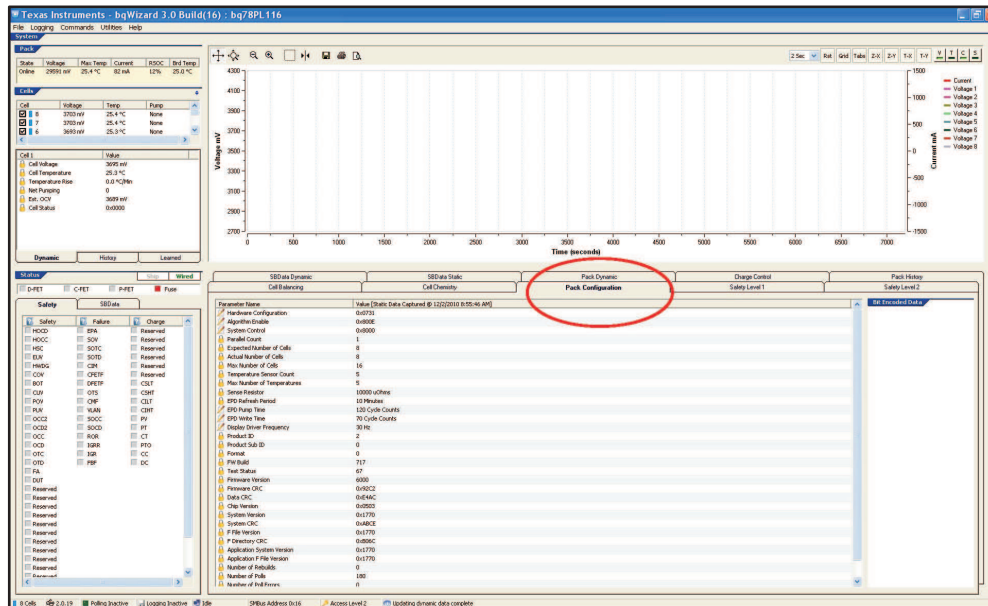 Texas Instruments - bqWizard 3.0 Build(16) : bq78PL116
File Logging Commands Utilities Help
System
Pack
State Voltage Max Temp Current RSOC Brd Temp
Online 29591 mV 25.4 °C 82 mA 12% 25.0 °C
Cells
Cell Voltage Temp Pump
8 3703 mV 25.4 °C None
7 3703 mV 25.4 °C None
6 3693 mV 25.3 °C None
Cell 1 Value
Cell Voltage 3695 mV
Cell Temperature 25.3 °C
Temperature Rise 0.0 °C/Min
Net Pumping 0
Ext. OCV 3689 mV
Cell Status 0x0000
Dynamic History Learned
2 Sec Rst Grid Tabs Z-X Z-Y T-X T-Y V T C S
4300
4100
3900
3700
3500
3300
3100
2900
2700
Voltage mV
0 500 1000 1500 2000 2500 3000 3500 4000 4500 5000 5500 6000 6500 7000
Time (seconds)
1500
1000
500
0
-500
-1000
-1500
Current mA
Current
Voltage 1
Voltage 2
Voltage 3
Voltage 4
Voltage 5
Voltage 6
Voltage 7
Voltage 8
Status Wired
D-FET C-FET P-FET Fuse
Safety SBData
Safety Failure Charge
HOCD EPA Reserved
HOCC SOV Reserved
HSC SOTC Reserved
EUV SOTD Reserved
HWDG CIM Reserved
COV CFETF Reserved
BOT DFETF CSLT
CUV OTS CSHT
POV CMF CILT
PUV VLAN CIHT
OCC2 SOCC PV
OCD2 SOCD PT
OCC ROR CT
OCD IGRR PTO
OTC IGR CC
OTD FBF DC
FA
DUT
Reserved
Reserved
Reserved
Reserved
Reserved
Reserved
Reserved
Reserved
Reserved
Reserved
SBData Dynamic SBData Static Pack Dynamic Charge Control Pack History
Cell Balancing Cell Chemistry Pack Configuration Safety Level 1 Safety Level 2
Parameter Name Value [Static Data Captured @ 12/2/2010 8:55:46 AM]
Hardware Configuration 0x0731
Algorithm Enable 0x800E
System Control 0x8000
Parallel Count 1
Expected Number of Cells 8
Actual Number of Cells 8
Max Number of Cells 16
Temperature Sensor Count 5
Max Number of Temperatures 5
Sense Resistor 10000 uOhms
EPD Refresh Period 10 Minutes
EPD Pump Time 120 Cycle Counts
EPD Write Time 70 Cycle Counts
Display Driver Frequency 30 Hz
Product ID 2
Product Sub ID 0
Format 0
FW Build 717
Test Status 67
Firmware Version 6000
Firmware CRC 0x92C2
Data CRC 0xE4AC
Chip Version 0x0503
System Version 0x1770
System CRC 0xABCE
F File Version 0x1770
F Directory CRC 0xB06C
Application System Version 0x1770
Application F File Version 0x1770
Number of Rebuilds 0
Number of Polls 180
Number of Poll Errors 0
Bit Encoded Data
8 Cells 2.0.19 Polling Inactive Logging Inactive Idle SMBus Address 0x16 Access Level 2 Updating dynamic data complete